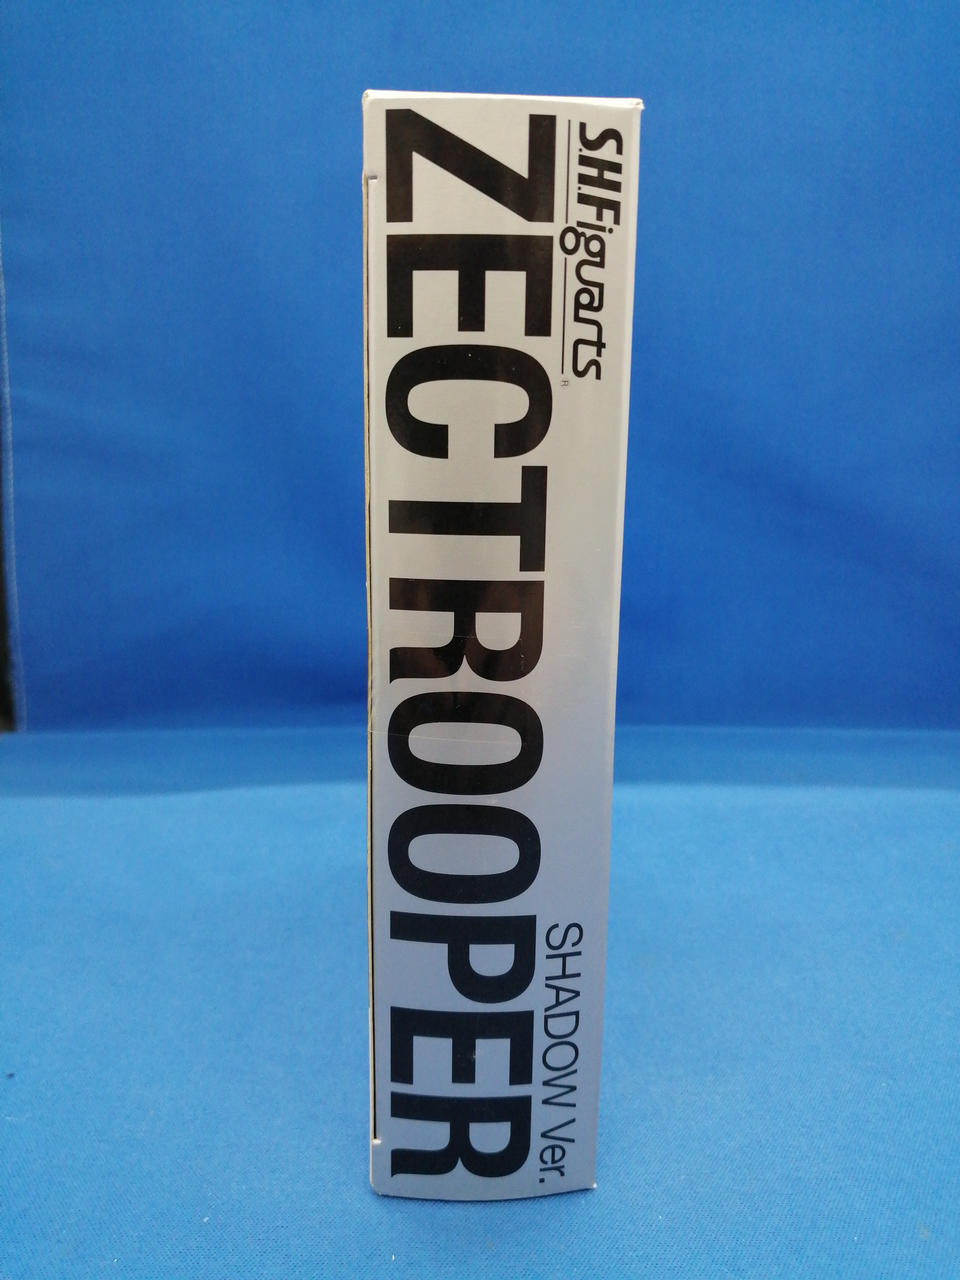 S.H.Figuarts®
ZECTROOPER
SHADOW Ver.